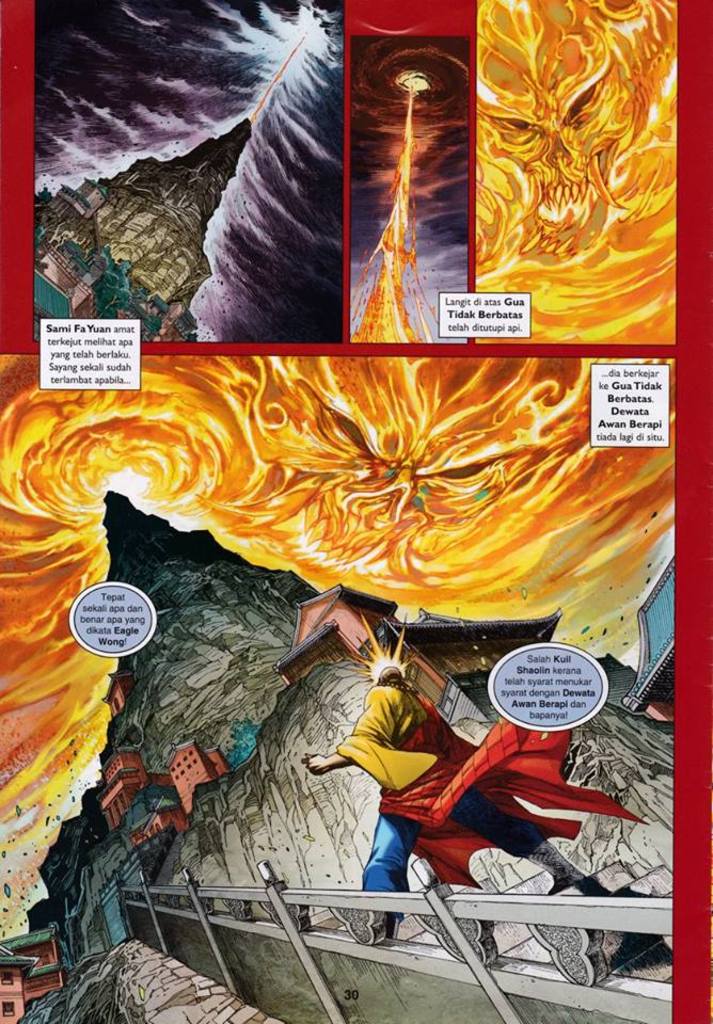 Sami Fa Yuan amat
terkejut melihat apa
yang telah berlaku.
Sayang sekali sudah
terlambat apabila...
Langit di atas Gua
Tidak Berbatas
telah ditutupi api.
...dia berkejar
ke Gua Tidak
Berbatas.
Dewata
Awan Berapi
tiada lagi di situ.
Tepat
sekali apa dan
benar apa yang
dikata Eagle
Wong!
Salah Kuil
Shaolin kerana
telah syarat menukar
syarat dengan Dewata
Awan Berapi dan
bapanya!
30